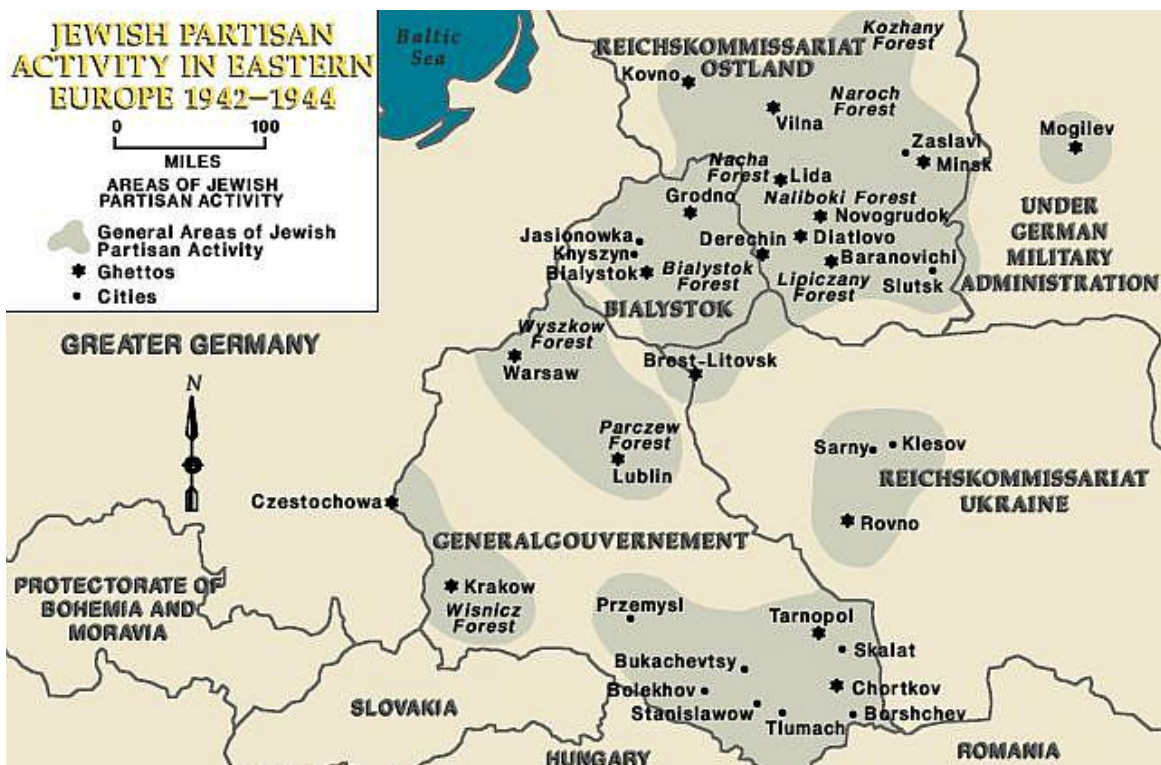 JEWISH PARTISAN
ACTIVITY IN EASTERN
EUROPE 1942–1944
0 100
MILES
AREAS OF JEWISH
PARTISAN ACTIVITY
General Areas of Jewish
Partisan Activity
Ghettos
Cities
Baltic
Sea
REICHSKOMMISSARIAT
OSTLAND
Kozhany
Forest
Kovno
Naroch
Forest
Vilna
Zaslavl
Minsk
Mogilev
Nacha
Forest
Lida
Grodno
Naliboki Forest
Novogrudok
UNDER
GERMAN
MILITARY
ADMINISTRATION
Jasionowka
Knyszyn
Bialystok
Derechin
Diatlovo
Baranovichi
Bialystok
Forest
Lipiczany
Forest
Slutsk
BIALYSTOK
GREATER GERMANY
Wyszkow
Forest
Warsaw
Brest-Litovsk
N
Parczew
Forest
Lublin
Sarny
Klesov
REICHSKOMMISSARIAT
UKRAINE
Rovno
Czestochowa
GENERALGOUVERNEMENT
PROTECTORATE OF
BOHEMIA AND
MORAVIA
Krakow
Wisnicz
Forest
Przemysl
Tarnopol
Skalat
Bukachevtsy
Bolekhov
Chortkov
Stanislawow
Tlumach
Borshchev
SLOVAKIA
HUNGARY
ROMANIA